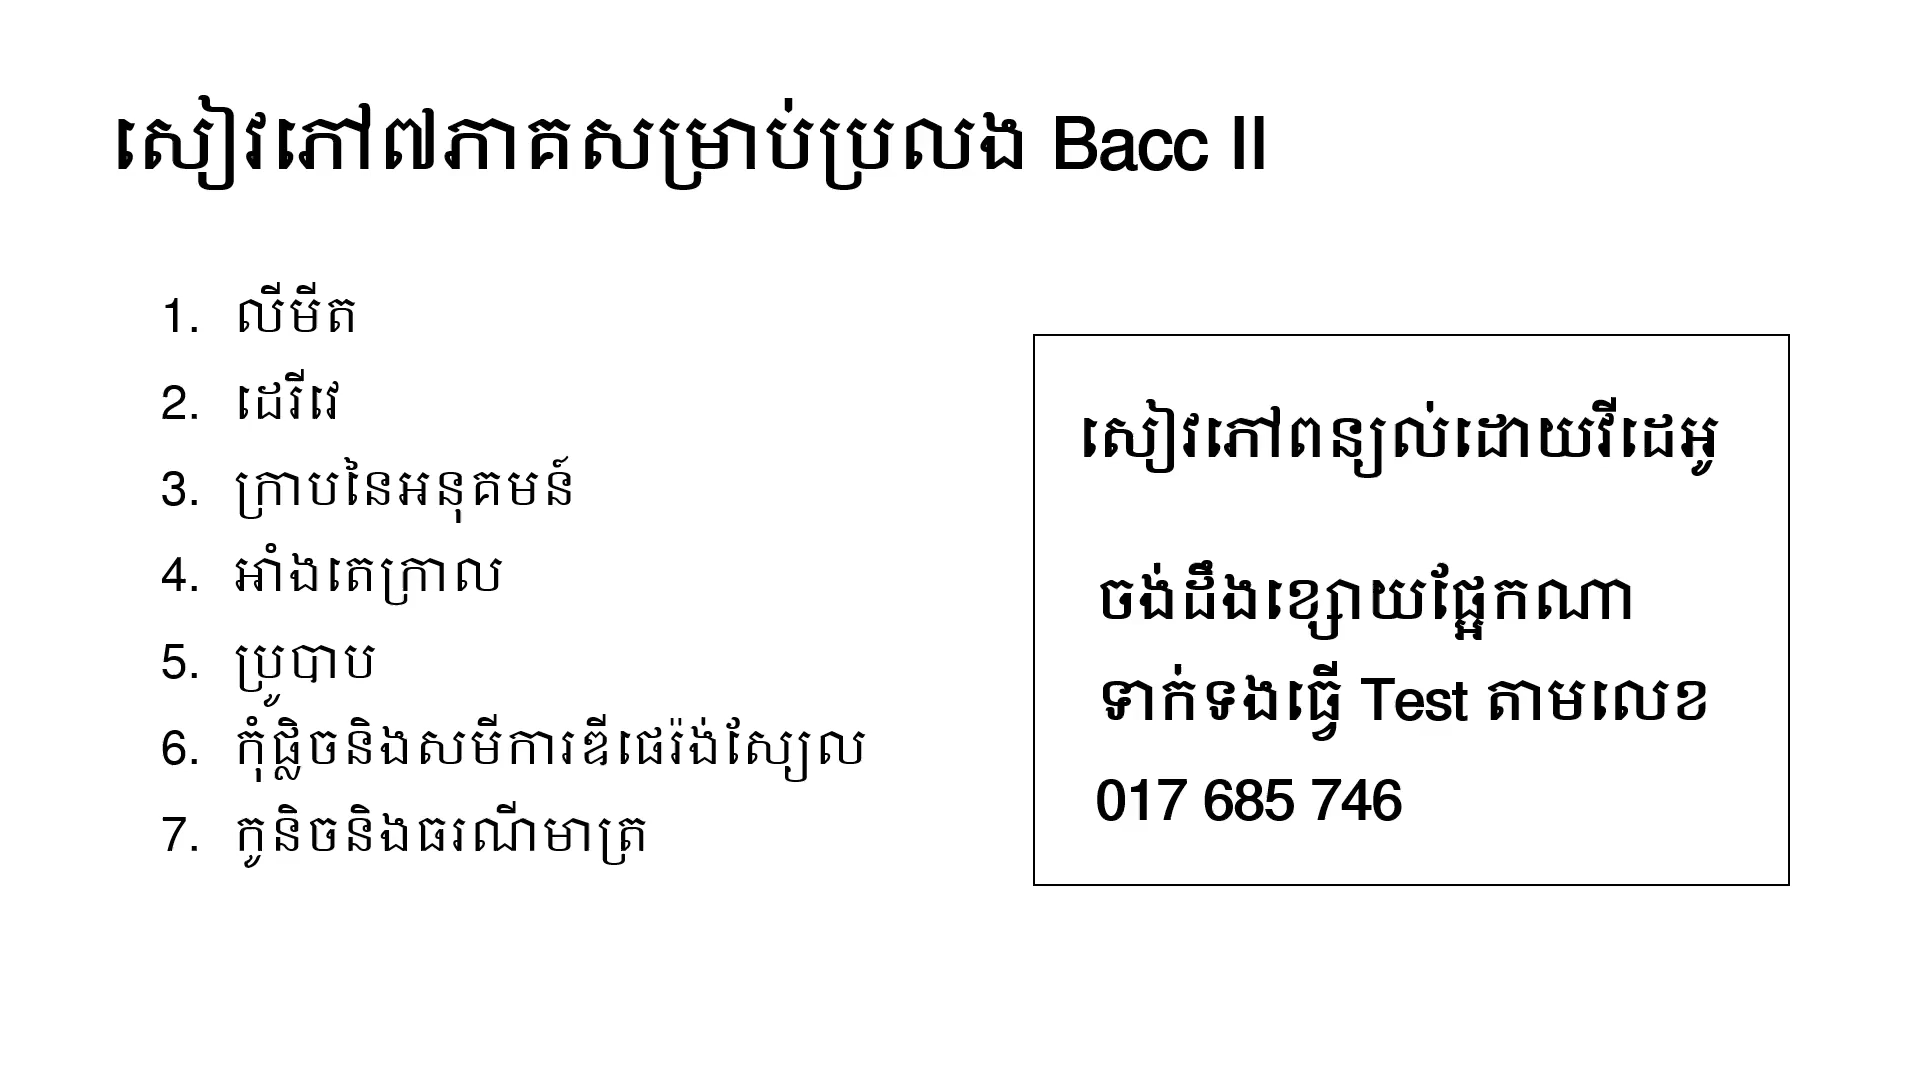 សៀវភៅ៧ភាគសម្រាប់ប្រលង Bacc II
1. លីមីត
2. ដេរីវេ
3. ក្រាបនៃអនុគមន៍
4. អាំងតេក្រាល
5. ប្រូបាប
6. កុំផ្លិចនិងសមីការឌីផេរ៉ង់ស្យែល
7. កូនិចនិងធរណីមាត្រ
សៀវភៅពន្យល់ដោយវីដេអូ
ចង់ដឹងខ្សោយផ្អែកណា
ទាក់ទងធ្វើ Test តាមលេខ
017 685 746